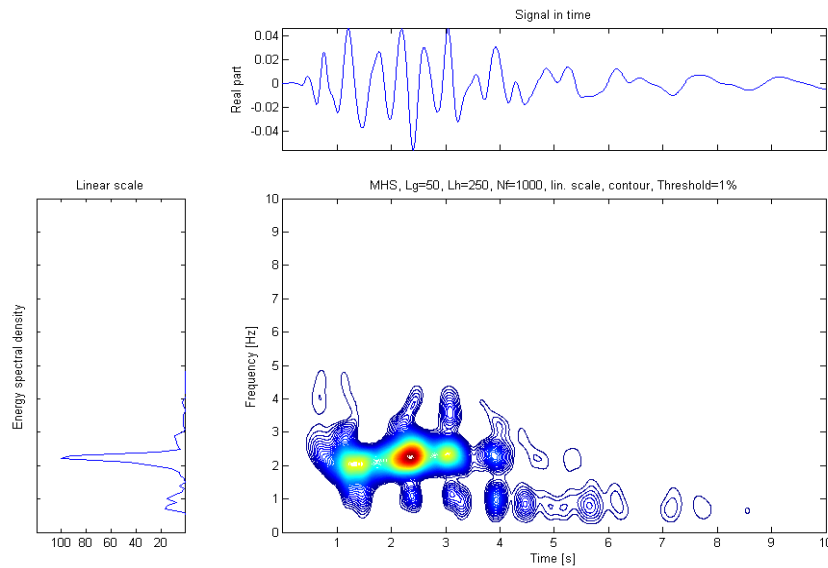 Signal in time
0.04
0.02
0
-0.02
-0.04
Real part
Linear scale
MHS, Lg=50, Lh=250, Nf=1000, lin. scale, contour, Threshold=1%
Energy spectral density
100 80 60 40 20
Frequency [Hz]
10
9
8
7
6
5
4
3
2
1
0
1 2 3 4 5 6 7 8 9 10
Time [s]